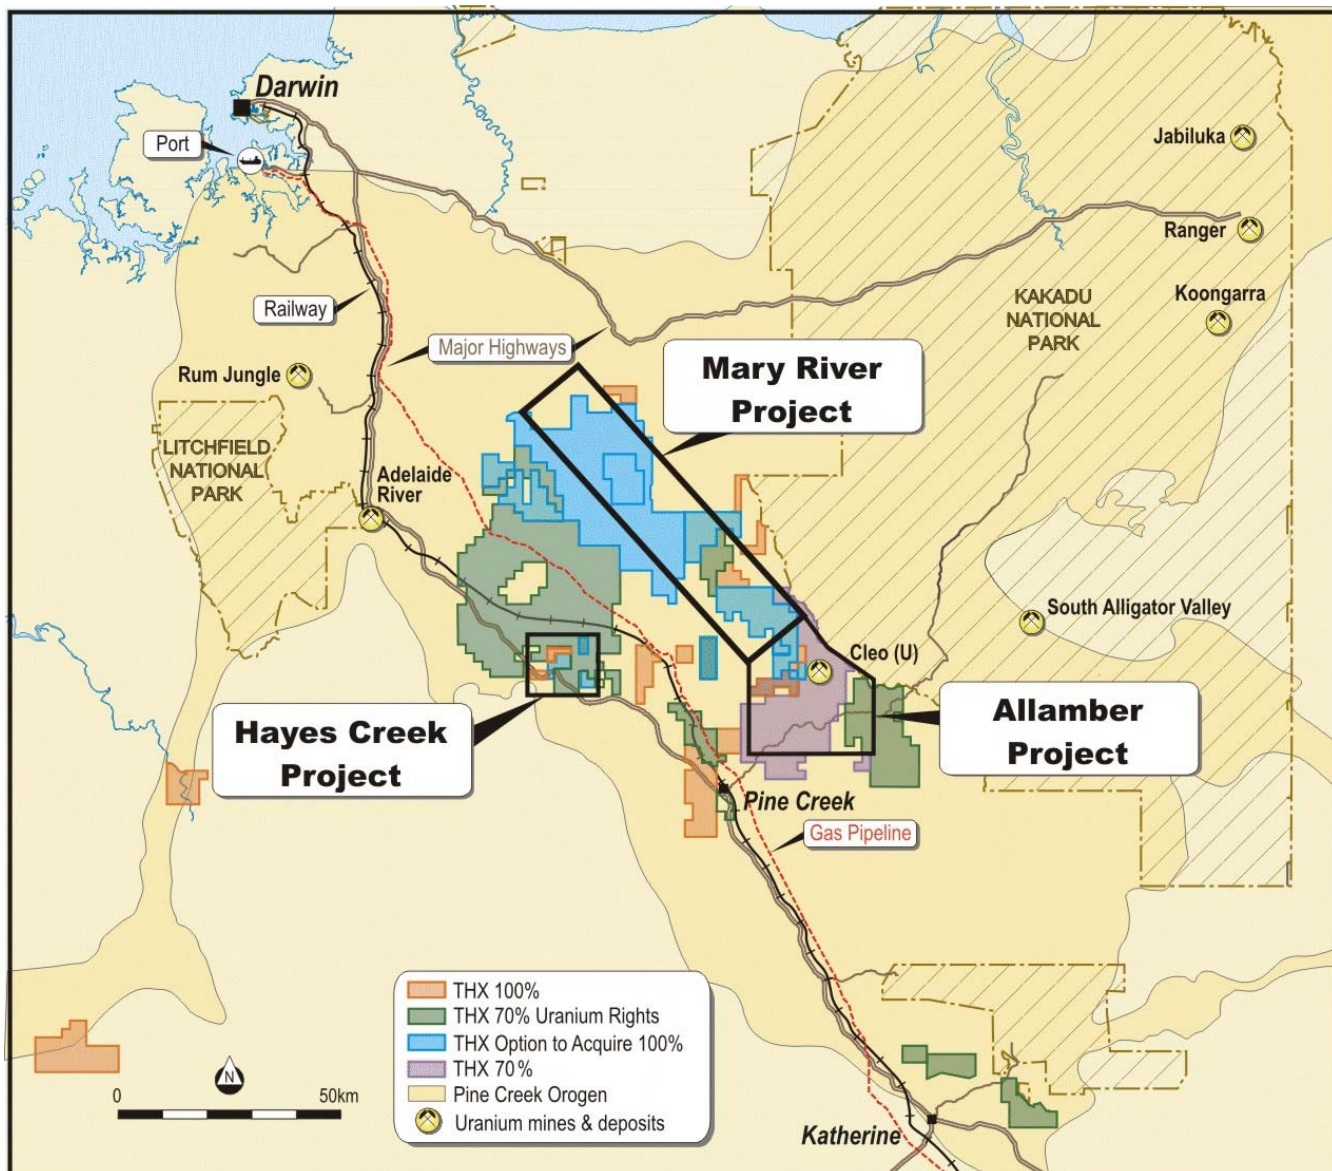 Darwin
Port
Jabiluka
Ranger
Koongarra
KAKADU
NATIONAL
PARK
Railway
Major Highways
Mary River
Project
Rum Jungle
LITCHFIELD
NATIONAL
PARK
Adelaide
River
South Alligator Valley
Cleo (U)
Hayes Creek
Project
Allamber
Project
Pine Creek
Gas Pipeline
THX 100%
THX 70% Uranium Rights
THX Option to Acquire 100%
THX 70%
Pine Creek Orogen
Uranium mines & deposits
N
0 50km
Katherine